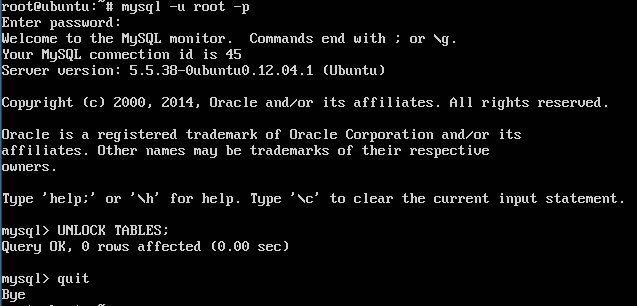 root@ubuntu:~# mysql -u root -p
Enter password:
Welcome to the MySQL monitor.  Commands end with ; or \g.
Your MySQL connection id is 45
Server version: 5.5.38-0ubuntu0.12.04.1 (Ubuntu)
Copyright (c) 2000, 2014, Oracle and/or its affiliates. All rights reserved.
Oracle is a registered trademark of Oracle Corporation and/or its
affiliates. Other names may be trademarks of their respective
owners.
Type 'help;' or '\h' for help. Type '\c' to clear the current input statement.
mysql> UNLOCK TABLES;
Query OK, 0 rows affected (0.00 sec)
mysql> quit
Bye